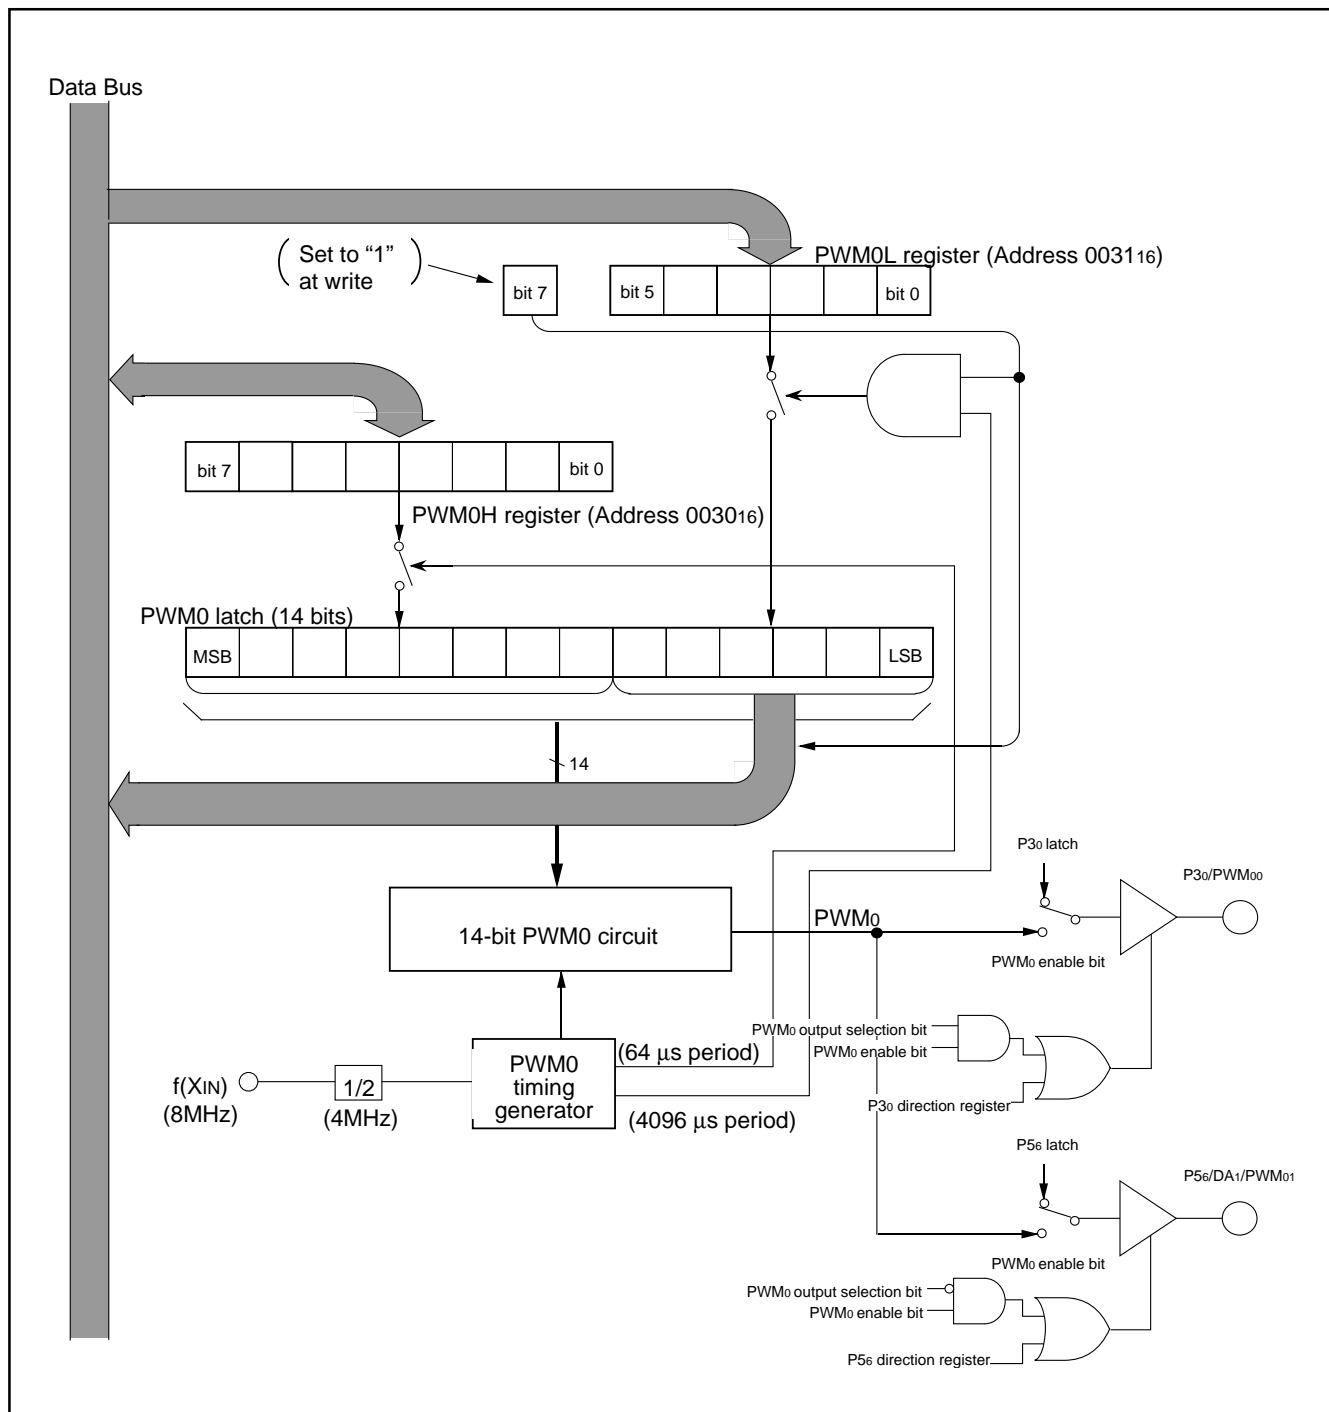 Data Bus
PWM0L register (Address 003116)
Set to “1”
at write
bit 7
bit 5
bit 0
bit 7
bit 0
PWM0H register (Address 003016)
PWM0 latch (14 bits)
MSB
LSB
14
P30 latch
P30/PWM00
14-bit PWM0 circuit
PWM0
PWM0 enable bit
PWM0 output selection bit
PWM0 enable bit
P30 direction register
f(XIN)
(8MHz)
1/2
(4MHz)
PWM0
timing
generator
(64 μs period)
(4096 μs period)
P56 latch
P56/DA1/PWM01
PWM0 enable bit
PWM0 output selection bit
PWM0 enable bit
P56 direction register